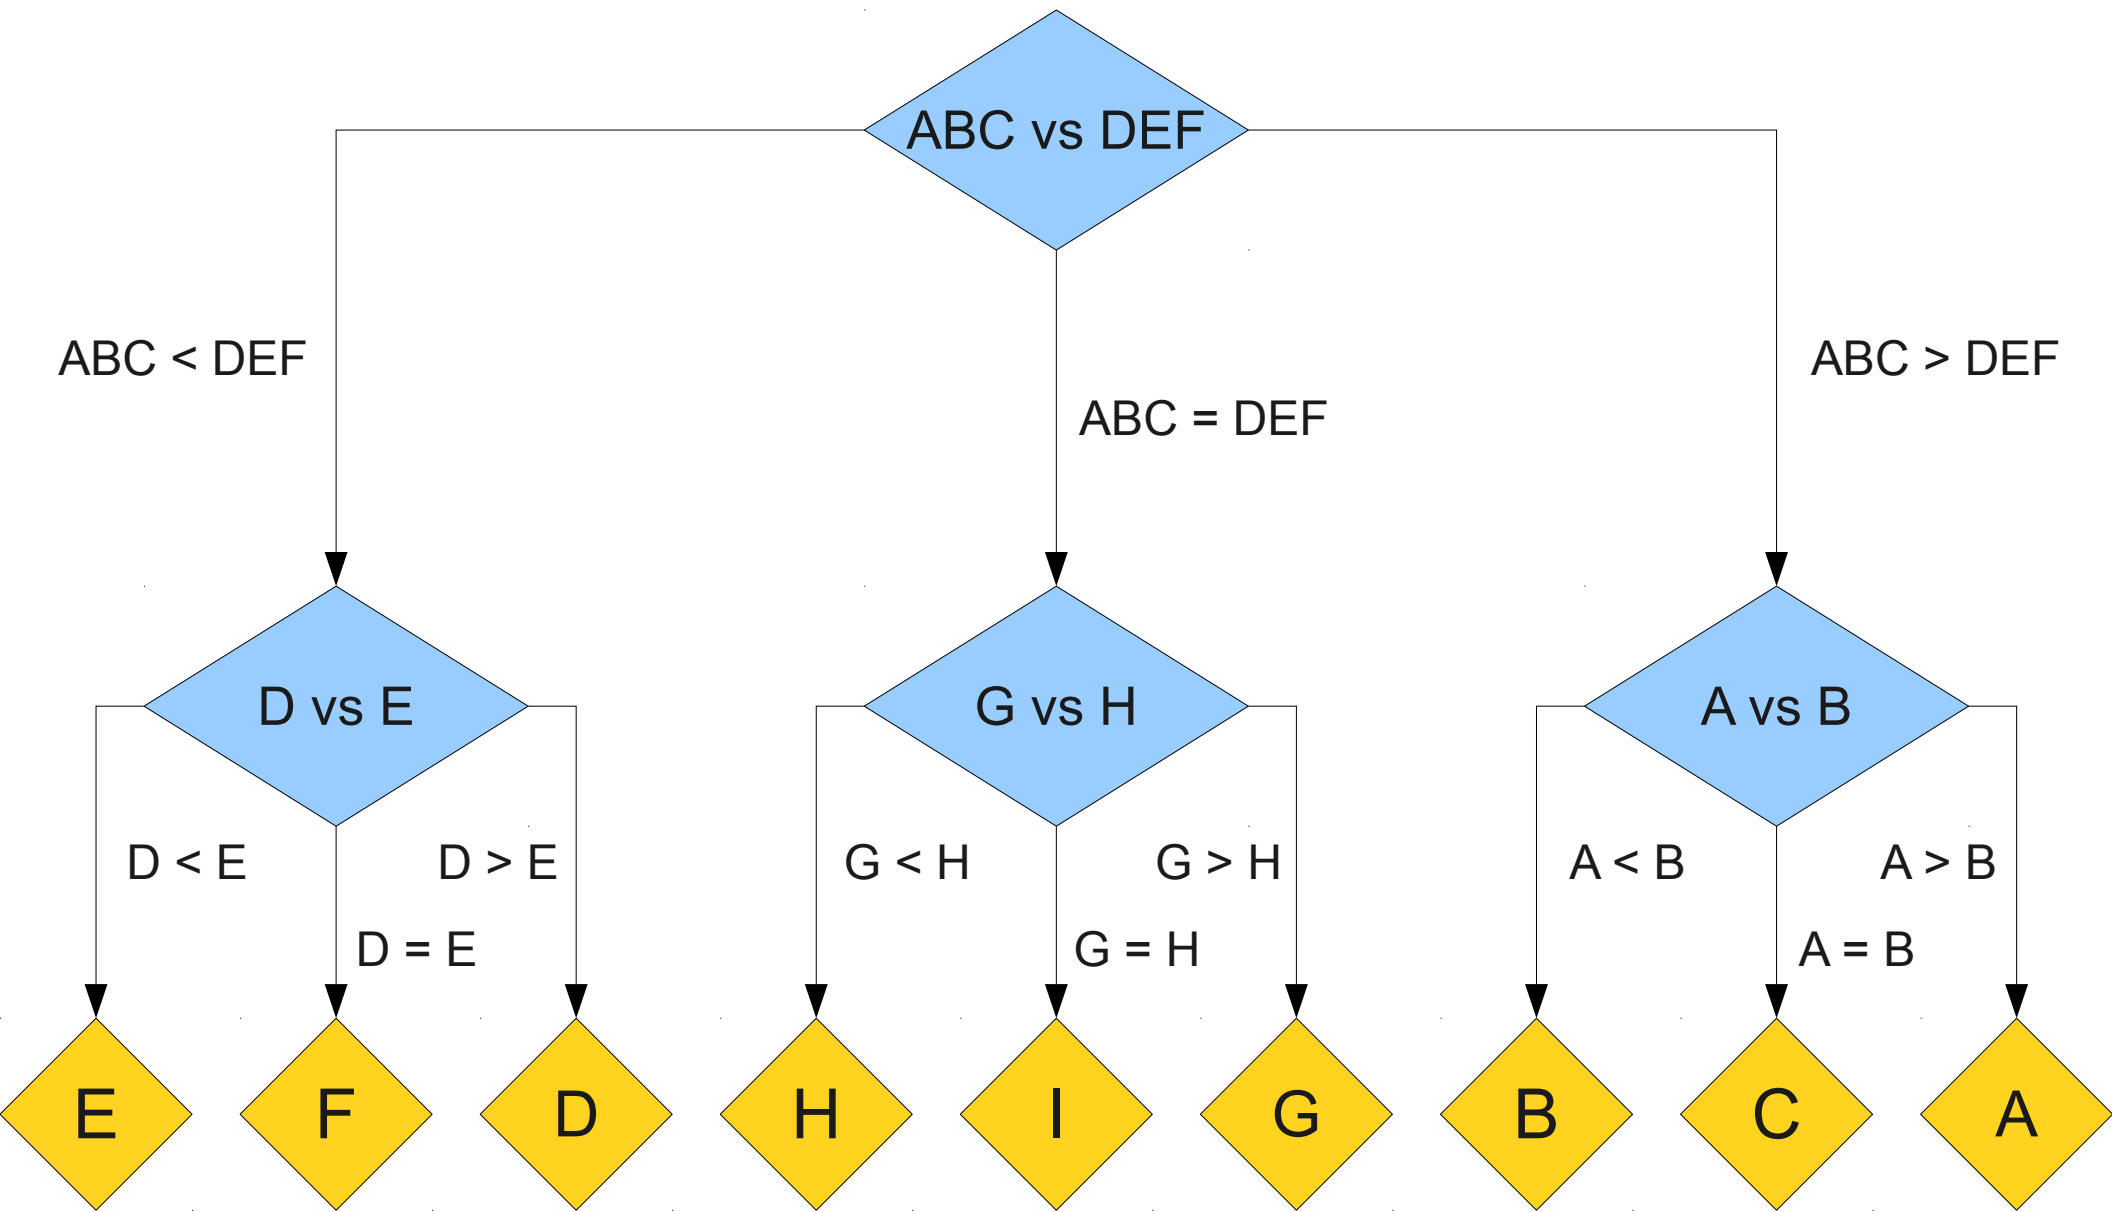 ABC vs DEF
ABC < DEF
ABC = DEF
ABC > DEF
D vs E
G vs H
A vs B
D < E
D = E
D > E
G < H
G = H
G > H
A < B
A = B
A > B
E
F
D
H
I
G
B
C
A